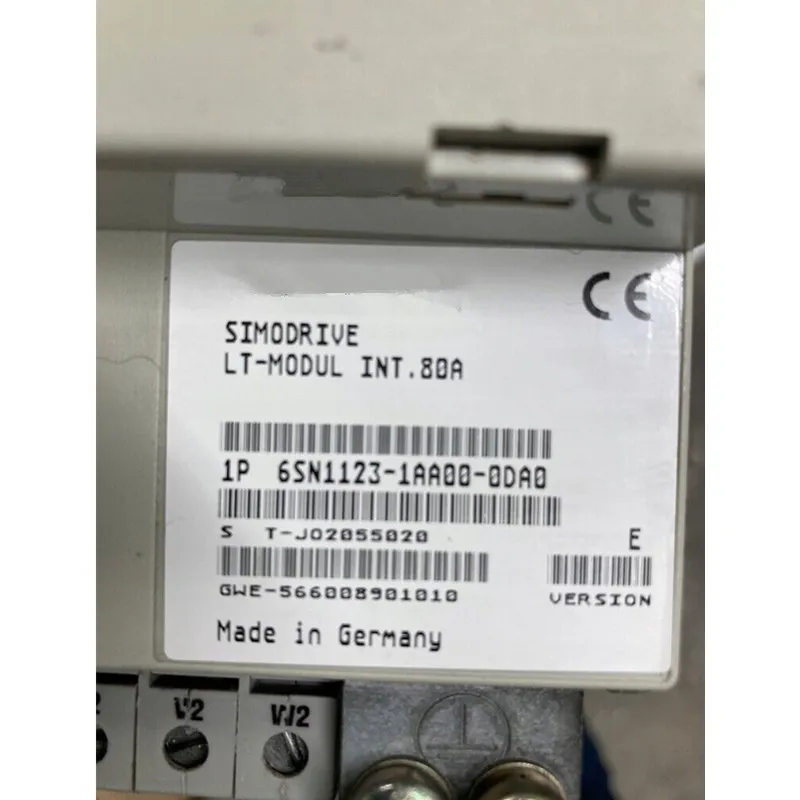 CE
CE
SIMODRIVE
LT-MODUL INT.80A
1P 6SN1123-1AA00-0DA0
S T-J02055020
E
GWE-566008901010
VERSION
Made in Germany
2
V2
W2